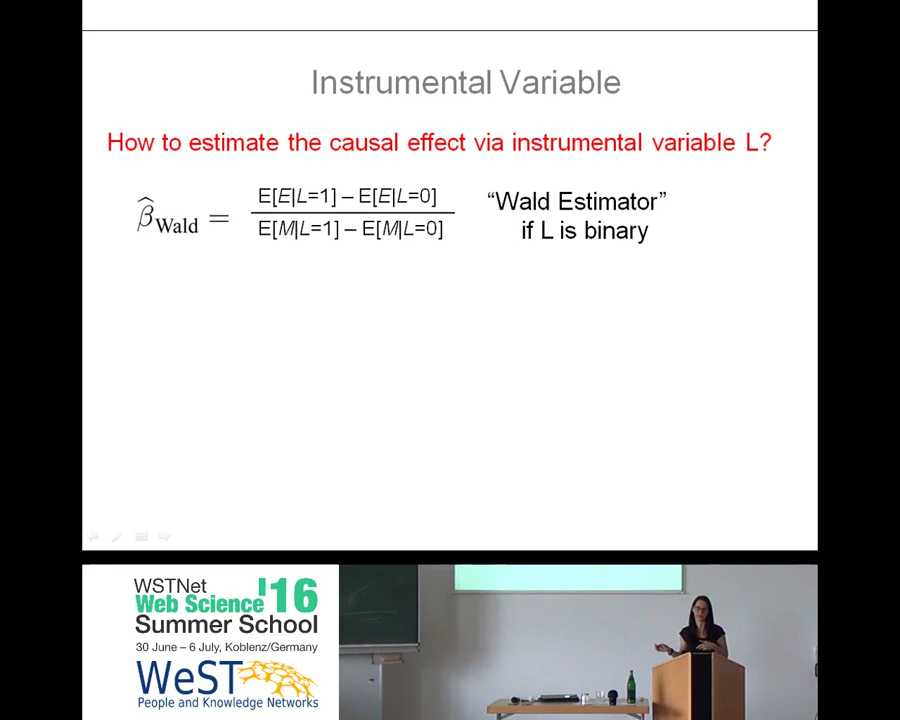 Instrumental Variable
How to estimate the causal effect via instrumental variable L?
β̂Wald = E[E|L=1] – E[E|L=0] / E[M|L=1] – E[M|L=0]
“Wald Estimator”
if L is binary
WSTNet
Web Science '16
Summer School
30 June – 6 July, Koblenz/Germany
WeST
People and Knowledge Networks